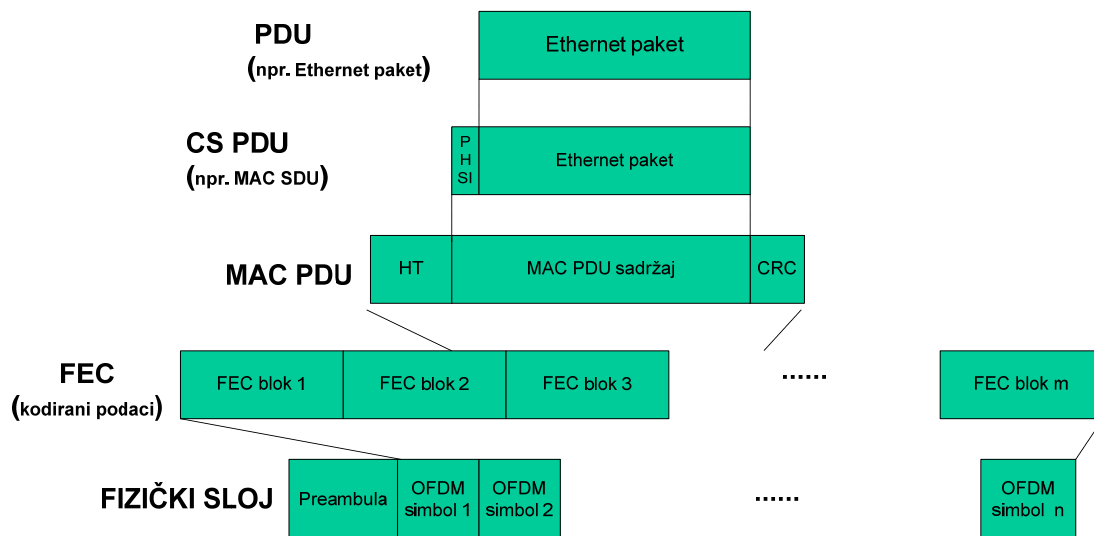 PDU
(npr. Ethernet paket)
Ethernet paket
CS PDU
(npr. MAC SDU)
P
H
SI
Ethernet paket
MAC PDU
HT
MAC PDU sadržaj
CRC
FEC
(kodirani podaci)
FEC blok 1
FEC blok 2
FEC blok 3
......
FEC blok m
FIZIČKI SLOJ
Preambula
OFDM
simbol 1
OFDM
simbol 2
......
OFDM
simbol n